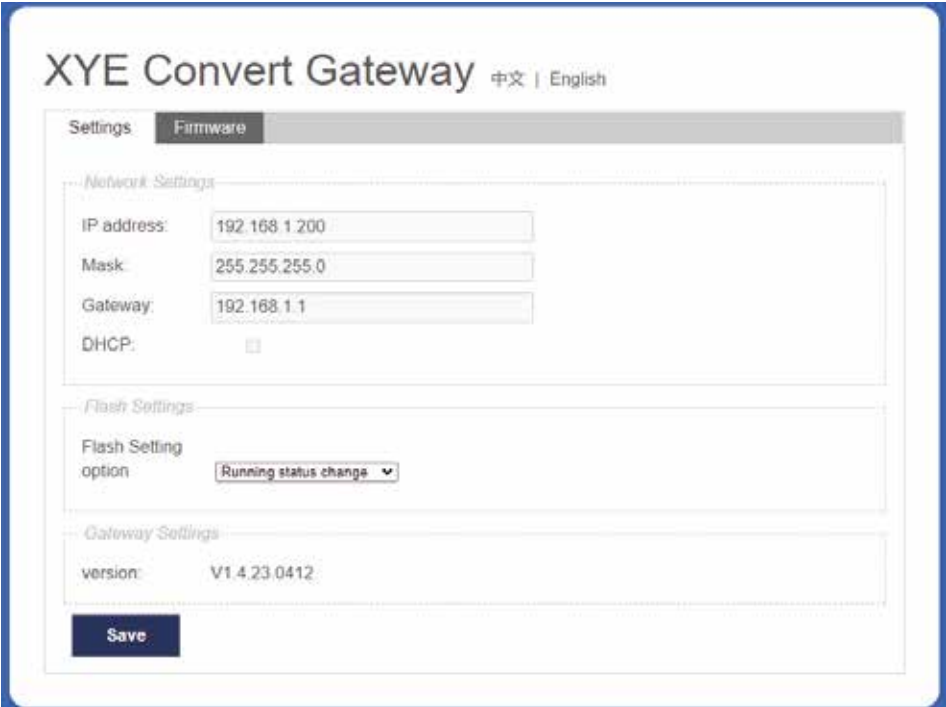 XYE Convert Gateway 中文 | English
Settings Firmware
Network Settings
IP address: 192.168.1.200
Mask: 255.255.255.0
Gateway: 192.168.1.1
DHCP:
Flash Settings
Flash Setting
option Running status change
Gateway Settings
version: V1.4.23.0412
Save